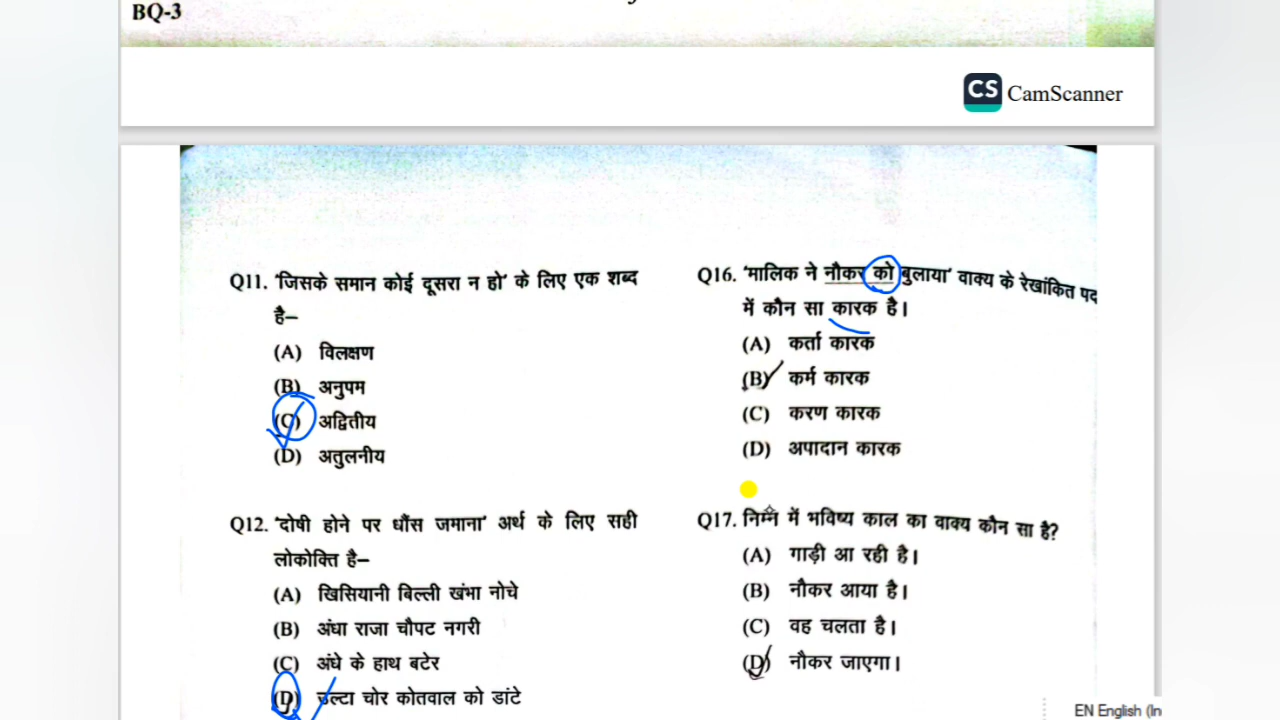 BQ-3
CS CamScanner
Q11. 'जिसके समान कोई दूसरा न हो' के लिए एक शब्द
है–
(A) विलक्षण
(B) अनुपम
(C) अद्वितीय
(D) अतुलनीय
Q12. 'दोषी होने पर धौंस जमाना' अर्थ के लिए सही
लोकोक्ति है–
(A) खिसियानी बिल्ली खंभा नोचे
(B) अंधा राजा चौपट नगरी
(C) अंधे के हाथ बटेर
(D) उल्टा चोर कोतवाल को डांटे
Q16. 'मालिक ने नौकर को बुलाया' वाक्य के रेखांकित पद
में कौन सा कारक है।
(A) कर्ता कारक
(B) कर्म कारक
(C) करण कारक
(D) अपादान कारक
Q17. निम्न में भविष्य काल का वाक्य कौन सा है?
(A) गाड़ी आ रही है।
(B) नौकर आया है।
(C) वह चलता है।
(D) नौकर जाएगा।
EN English (In